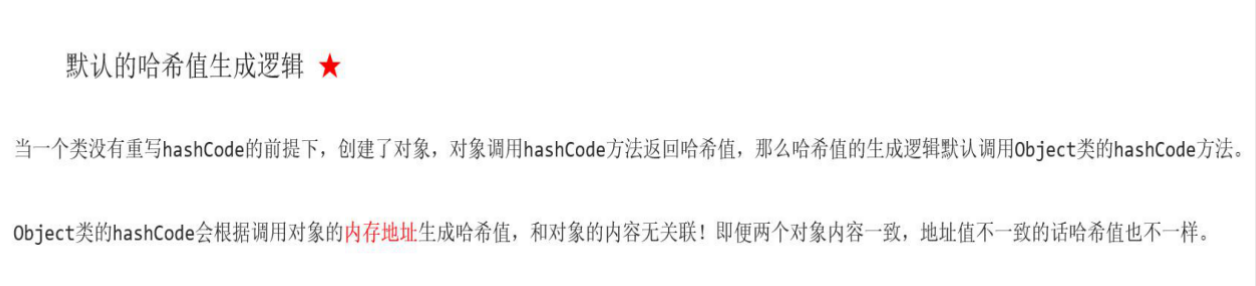 默认的哈希值生成逻辑 ★
当一个类没有重写hashCode的前提下，创建了对象，对象调用hashCode方法返回哈希值，那么哈希值的生成逻辑默认调用Object类的hashCode方法。
Object类的hashCode会根据调用对象的内存地址生成哈希值，和对象的内容无关联！即便两个对象内容一致，地址值不一致的话哈希值也不一样。